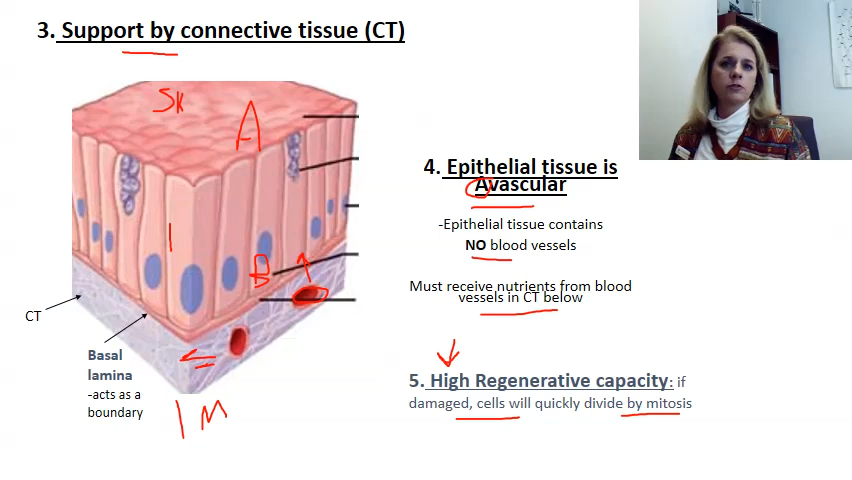 3. Support by connective tissue (CT)
SK
A
4. Epithelial tissue is
Avascular
-Epithelial tissue contains
NO blood vessels
Must receive nutrients from blood
vessels in CT below
B
CT
Basal
lamina
-acts as a
boundary
5. High Regenerative capacity: if
damaged, cells will quickly divide by mitosis
1 M